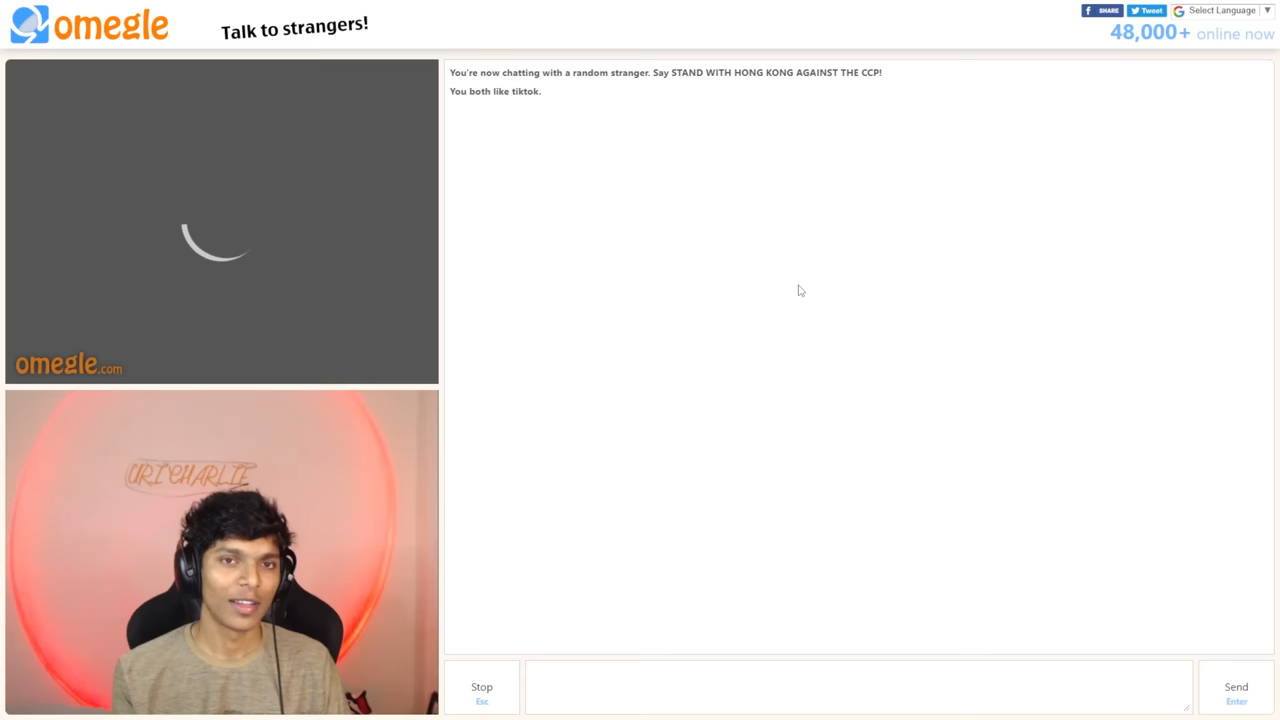 omegle
Talk to strangers!
f SHARE
Tweet
G Select Language ▼
48,000+ online now
You're now chatting with a random stranger. Say STAND WITH HONG KONG AGAINST THE CCP!
You both like tiktok.
omegle.com
URI CHARLIE
Stop
Esc
Send
Enter